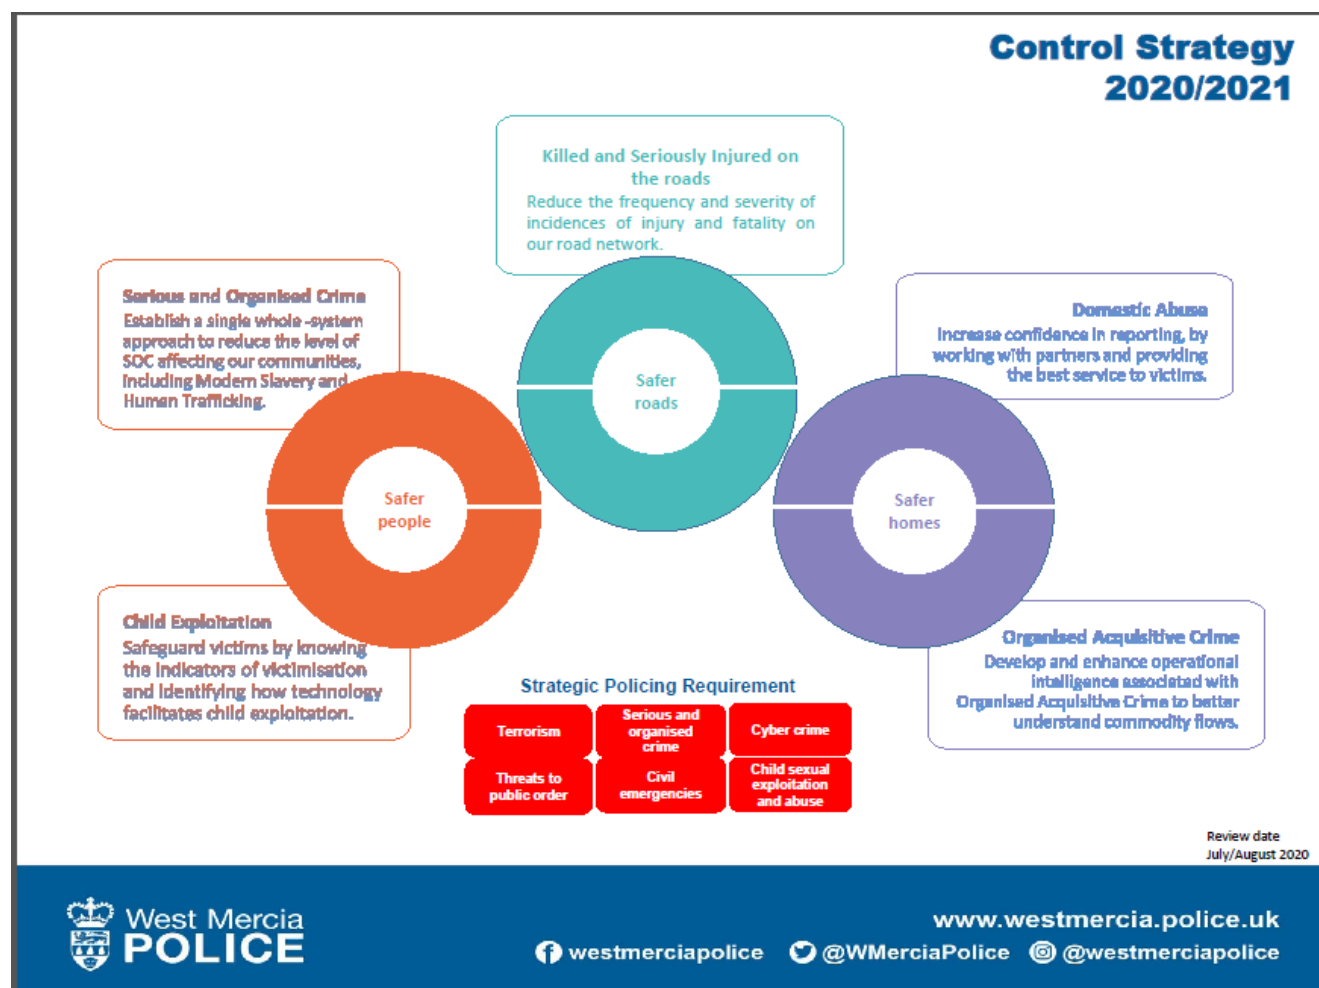 Control Strategy
2020/2021
Killed and Seriously Injured on
the roads
Reduce the frequency and severity of
incidences of injury and fatality on
our road network.
Serious and Organised Crime
Establish a single whole -system
approach to reduce the level of
SOC affecting our communities,
including Modern Slavery and
Human Trafficking.
Domestic Abuse
Increase confidence in reporting, by
working with partners and providing
the best service to victims.
Safer
roads
Safer
people
Safer
homes
Child Exploitation
Safeguard victims by knowing
the indicators of victimisation
and identifying how technology
facilitates child exploitation.
Organised Acquisitive Crime
Develop and enhance operational
intelligence associated with
Organised Acquisitive Crime to better
understand commodity flows.
Strategic Policing Requirement
Terrorism
Serious and
organised
crime
Cyber crime
Threats to
public order
Civil
emergencies
Child sexual
exploitation
and abuse
Review date
July/August 2020
West Mercia
POLICE
www.westmercia.police.uk
westmerciapolice @WMerciaPolice @westmerciapolice